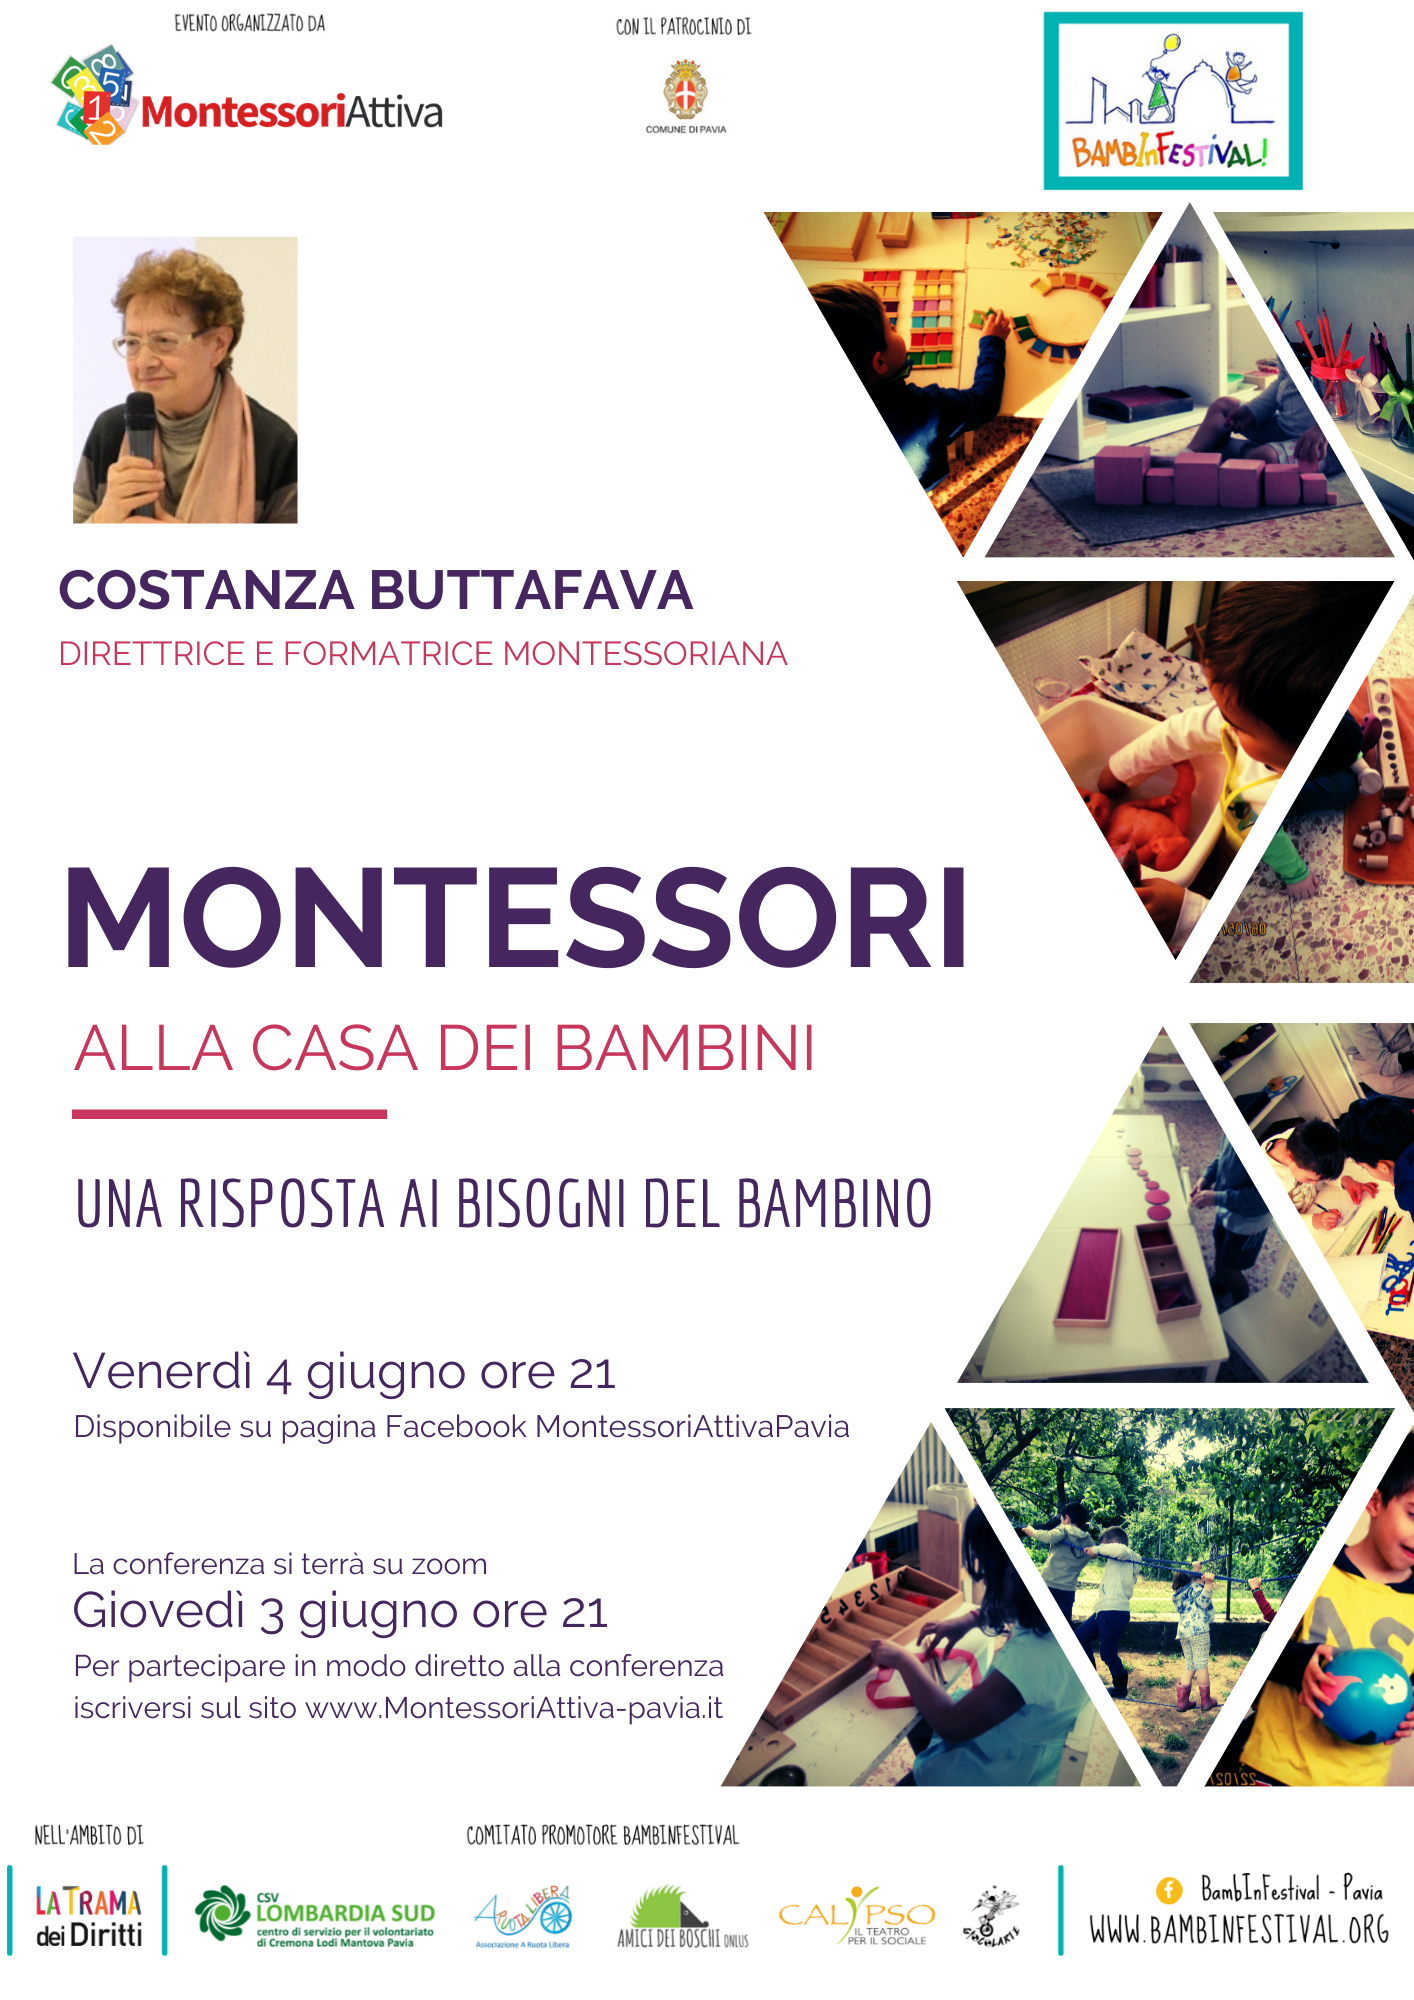 EVENTO ORGANIZZATO DA
MontessoriAttiva
CON IL PATROCINIO DI
COMUNE DI PAVIA
BAMBInFESTIVAL!
COSTANZA BUTTAFAVA
DIRETTRICE E FORMATRICE MONTESSORIANA
MONTESSORI
ALLA CASA DEI BAMBINI
UNA RISPOSTA AI BISOGNI DEL BAMBINO
Venerdì 4 giugno ore 21
Disponibile su pagina Facebook MontessoriAttivaPavia
La conferenza si terrà su zoom
Giovedì 3 giugno ore 21
Per partecipare in modo diretto alla conferenza
iscriversi sul sito www.MontessoriAttiva-pavia.it
NELL'AMBITO DI
LA TRAMA
dei Diritti
COMITATO PROMOTORE BAMBINFESTIVAL
CSV
LOMBARDIA SUD
centro di servizio per il volontariato
di Cremona Lodi Mantova Pavia
A RUOTA LIBERA
Associazione A Ruota Libera
AMICI DEI BOSCHI ONLUS
CALYPSO
IL TEATRO
PER IL SOCIALE
BambInFestival - Pavia
WWW.BAMBINFESTIVAL.ORG